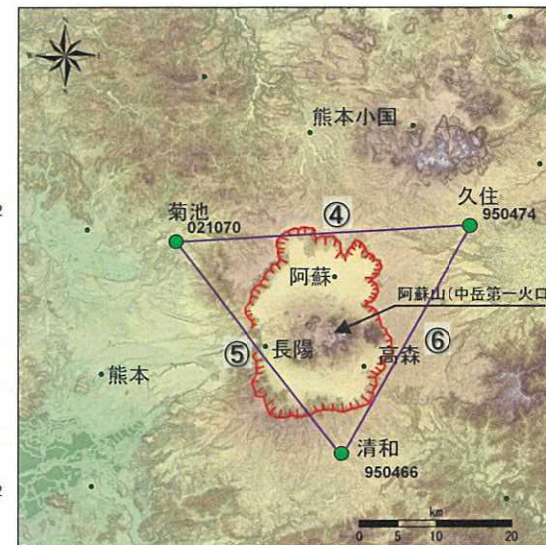 2
2
熊本小国
久住
950474
菊池
021070
④
阿蘇
阿蘇山(中岳第一火口
⑤
⑥
長陽
高森
熊本
清和
950466
km
0 5 10 20